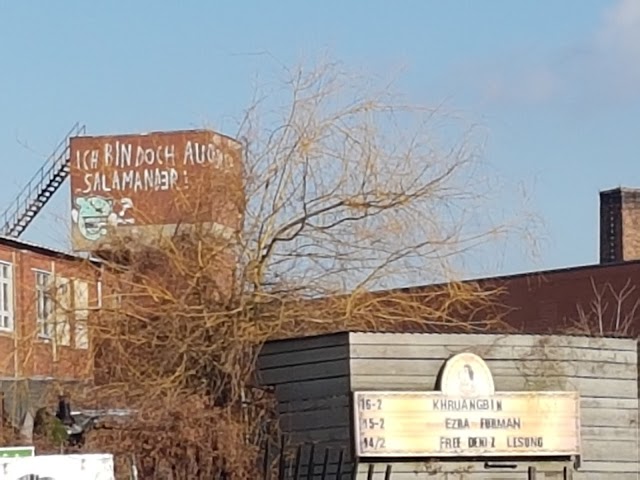 ICH BIN DOCH AUCH
SALAMANDER!
16-2 KHRUANGBIN
15-2 EZRA FURMAN
14/2 FREE DENIZ LESUNG